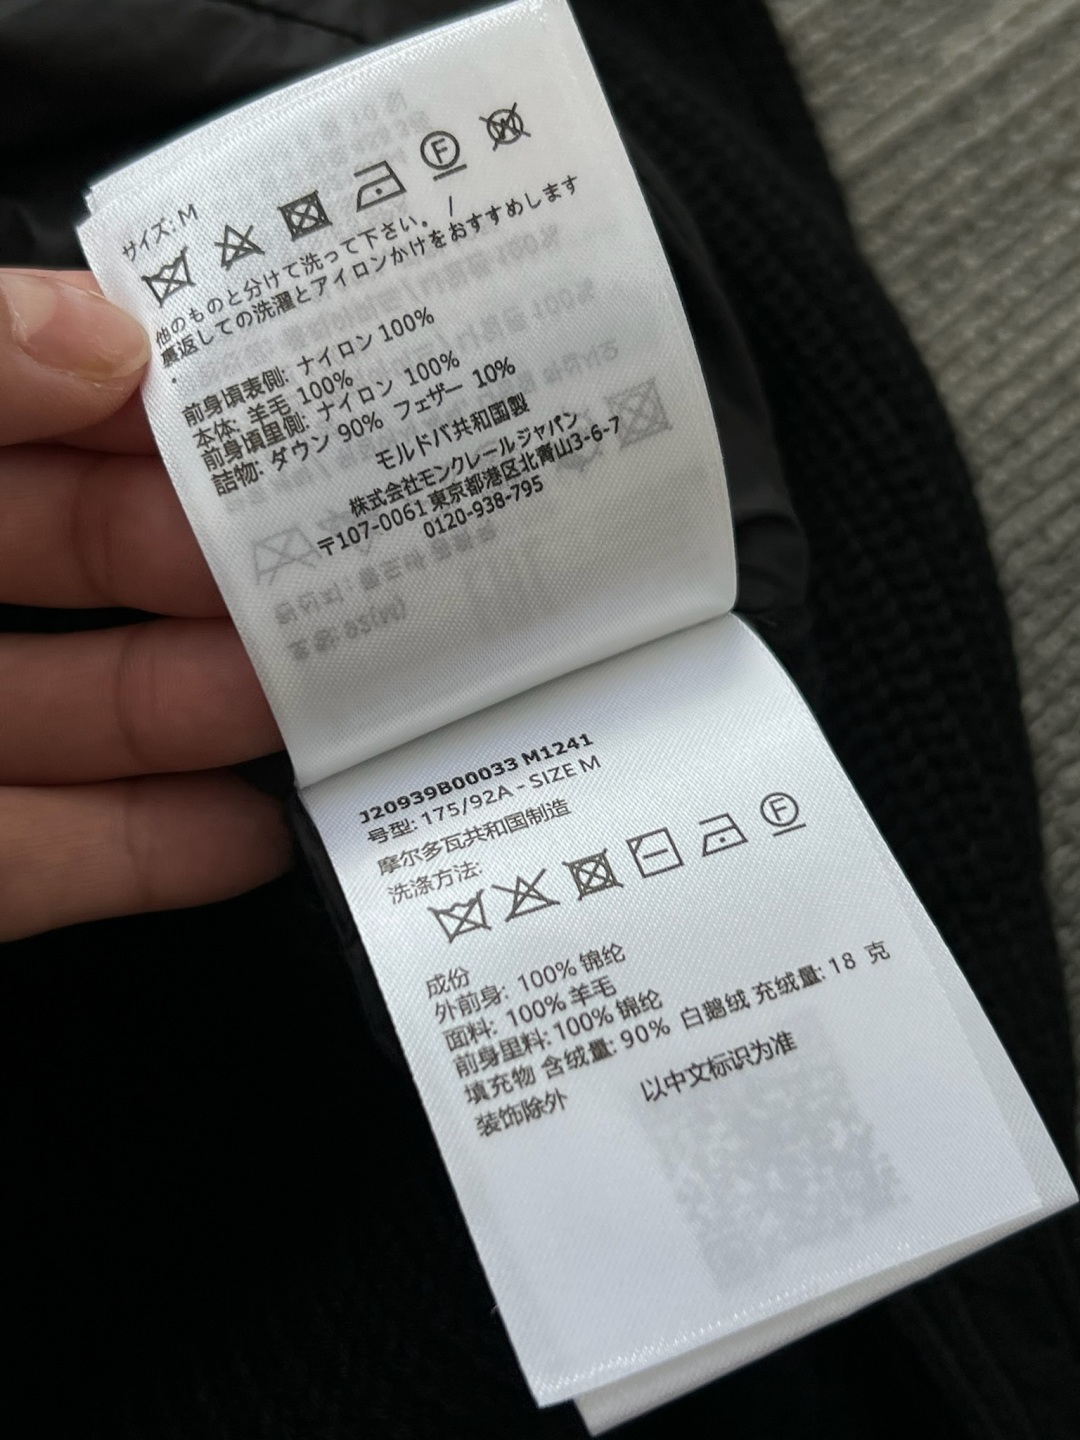 サイズ: M
F W
他のものと分けて洗って下さい。 /
裏返しての洗濯とアイロンかけをおすすめします
.
前身頃表側: ナイロン 100%
本体: 羊毛 100%
前身頃里側: ナイロン 100%
詰物: ダウン 90% フェザー 10%
モルドバ共和国製
株式会社モンクレールジャパン
〒107-0061 東京都港区北青山3-6-7
0120-938-795
J20939B00033 M1241
号型: 175/92A - SIZE M
摩尔多瓦共和国制造
洗涤方法:
F
成份
外前身: 100% 锦纶
面料: 100% 羊毛
前身里料: 100% 锦纶
填充物 含绒量: 90% 白鹅绒 充绒量: 18 克
装饰除外 以中文标识为准